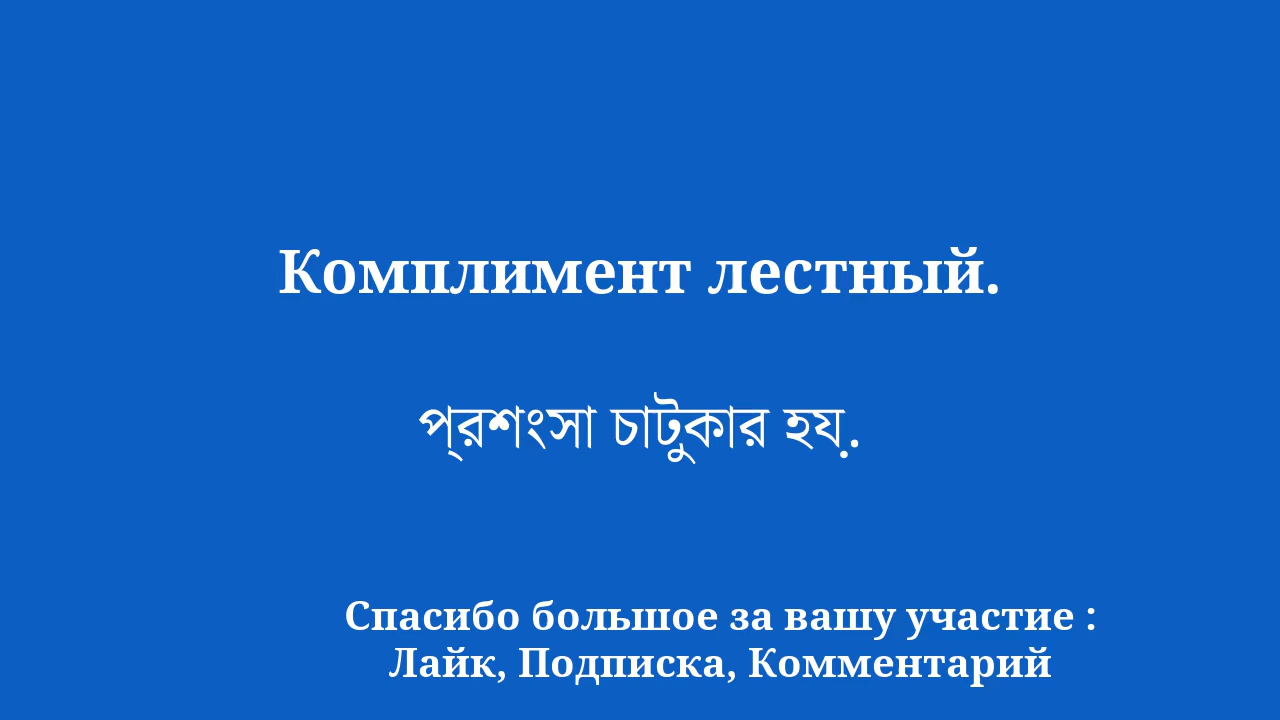 Комплимент лестный.
প্রশংসা চাটুকার হয়.
Спасибо большое за вашу участие :
Лайк, Подписка, Комментарий